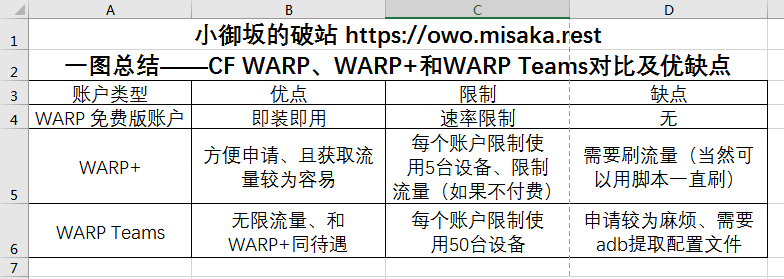 A B C D
1 小御坂的破站 https://owo.misaka.rest
2 一图总结——CF WARP、WARP+和WARP Teams对比及优缺点
3 账户类型 优点 限制 缺点
4 WARP 免费版账户 即装即用 速率限制 无
5 WARP+ 方便申请、且获取流
量较为容易 每个账户限制使
用5台设备、限制
流量（如果不付费） 需要刷流量（当然可
以用脚本一直刷）
6 WARP Teams 无限流量、和
WARP+同待遇 每个账户限制使
用50台设备 申请较为麻烦、需要
adb提取配置文件
7